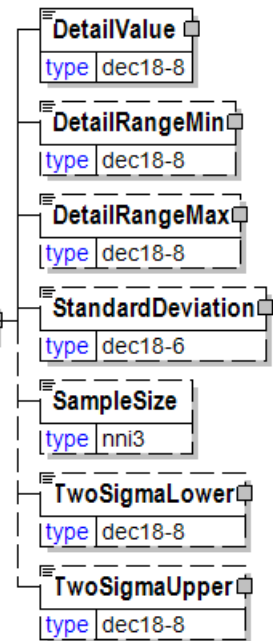 DetailValue
type dec18-8
DetailRangeMin
type dec18-8
DetailRangeMax
type dec18-8
StandardDeviation
type dec18-6
SampleSize
type nni3
TwoSigmaLower
type dec18-8
TwoSigmaUpper
type dec18-8